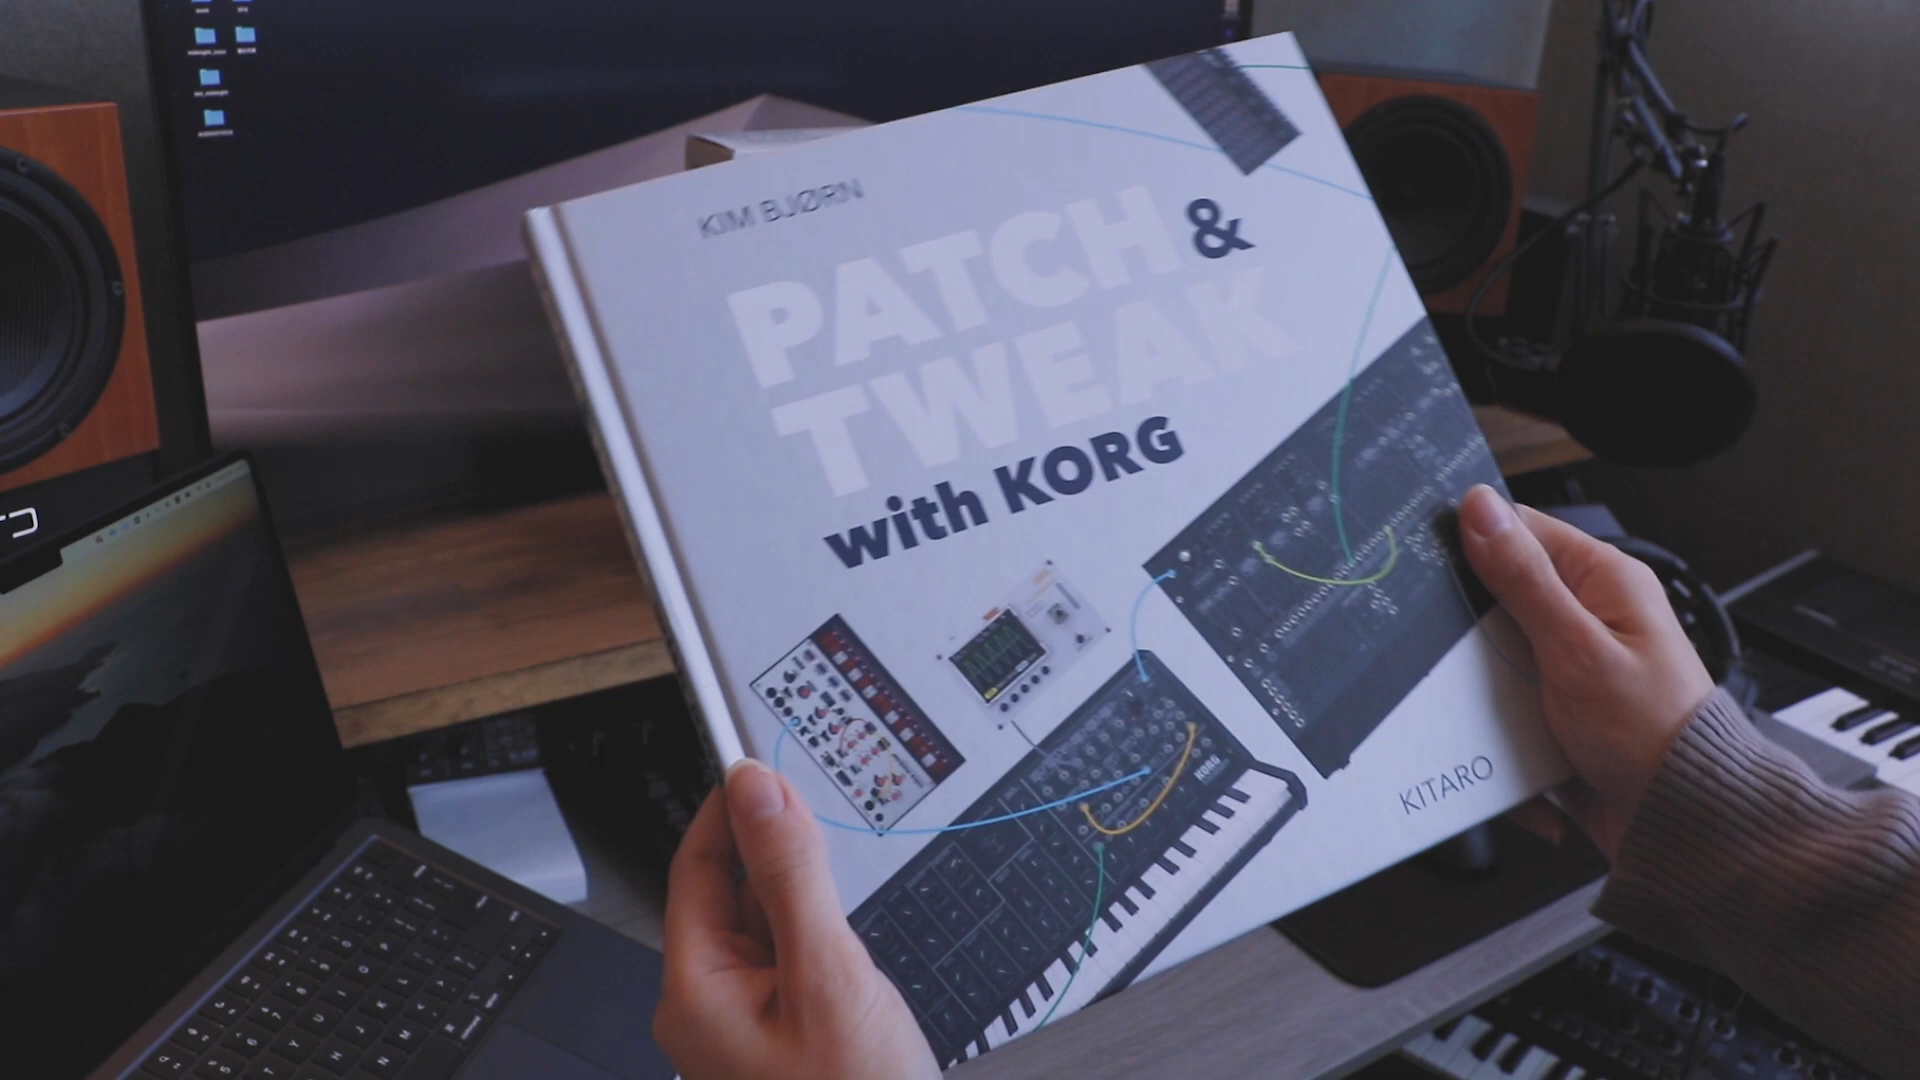 KIM BJØRN
PATCH &
TWEAK
with KORG
KORG
KITARO